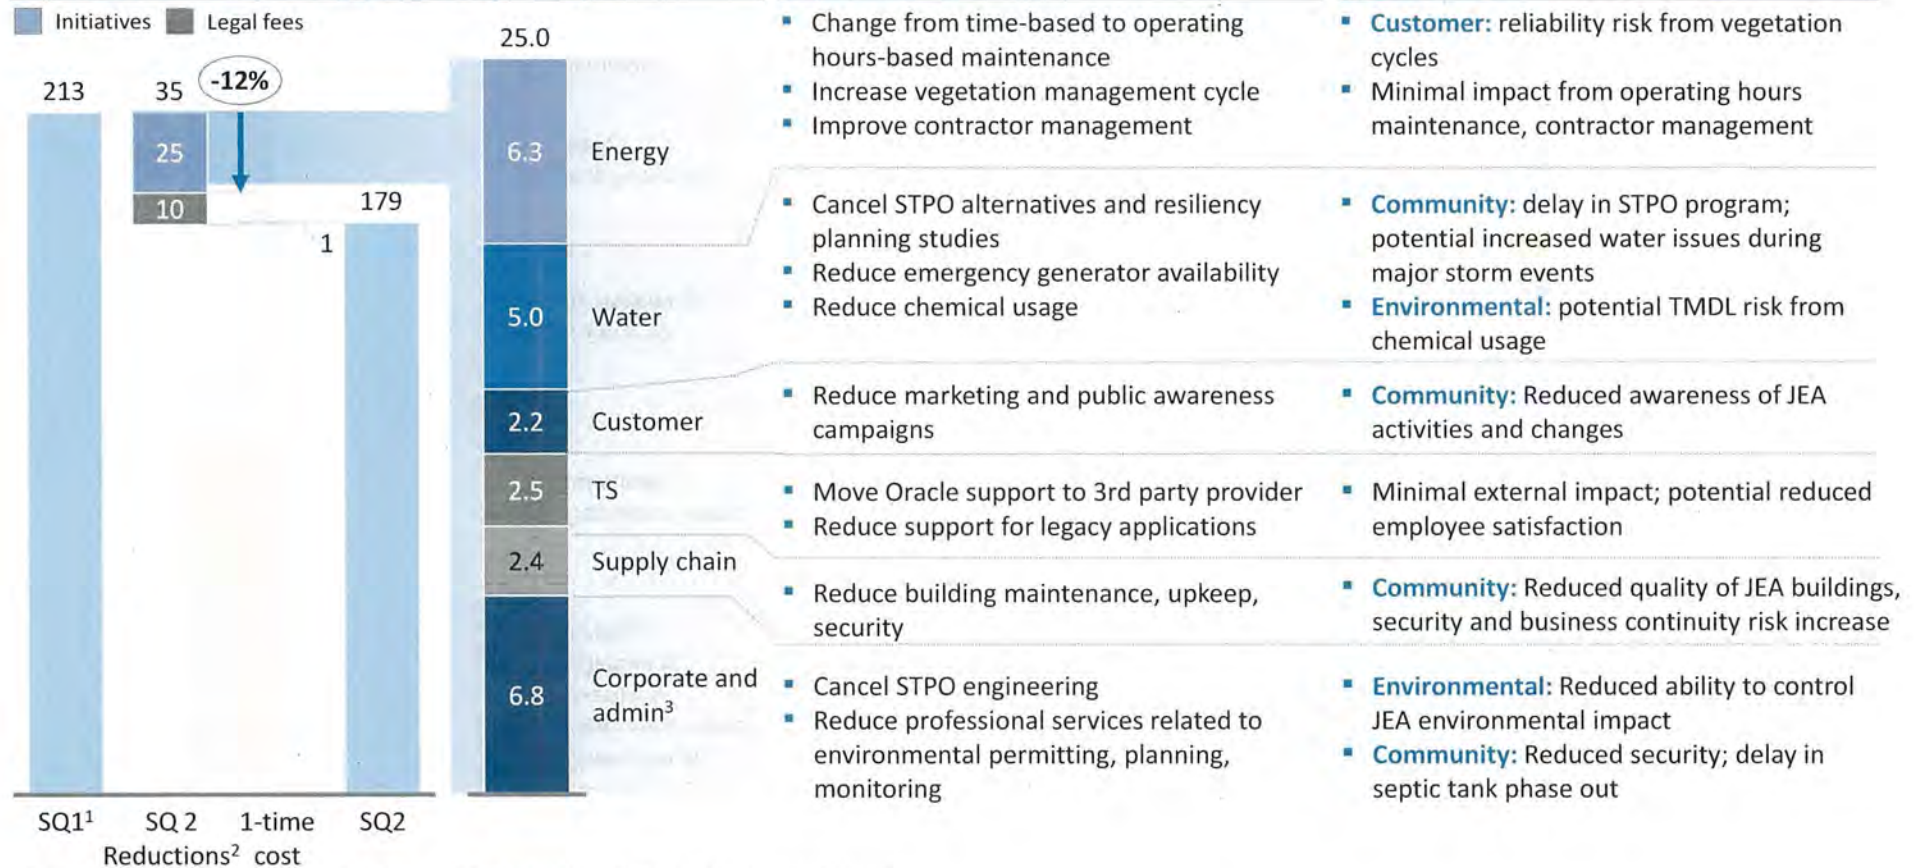 Initiatives
Legal fees
213
35
-12%
25
10
1
179
SQ1¹
SQ 2
Reductions²
1-time
cost
SQ2
25.0
6.3
Energy
5.0
Water
2.2
Customer
2.5
TS
2.4
Supply chain
6.8
Corporate and
admin³
▪ Change from time-based to operating
hours-based maintenance
▪ Increase vegetation management cycle
▪ Improve contractor management
▪ Customer: reliability risk from vegetation
cycles
▪ Minimal impact from operating hours
maintenance, contractor management
▪ Cancel STPO alternatives and resiliency
planning studies
▪ Reduce emergency generator availability
▪ Reduce chemical usage
▪ Community: delay in STPO program;
potential increased water issues during
major storm events
▪ Environmental: potential TMDL risk from
chemical usage
▪ Reduce marketing and public awareness
campaigns
▪ Community: Reduced awareness of JEA
activities and changes
▪ Move Oracle support to 3rd party provider
▪ Reduce support for legacy applications
▪ Minimal external impact; potential reduced
employee satisfaction
▪ Reduce building maintenance, upkeep,
security
▪ Community: Reduced quality of JEA buildings,
security and business continuity risk increase
▪ Cancel STPO engineering
▪ Reduce professional services related to
environmental permitting, planning,
monitoring
▪ Environmental: Reduced ability to control
JEA environmental impact
▪ Community: Reduced security; delay in
septic tank phase out